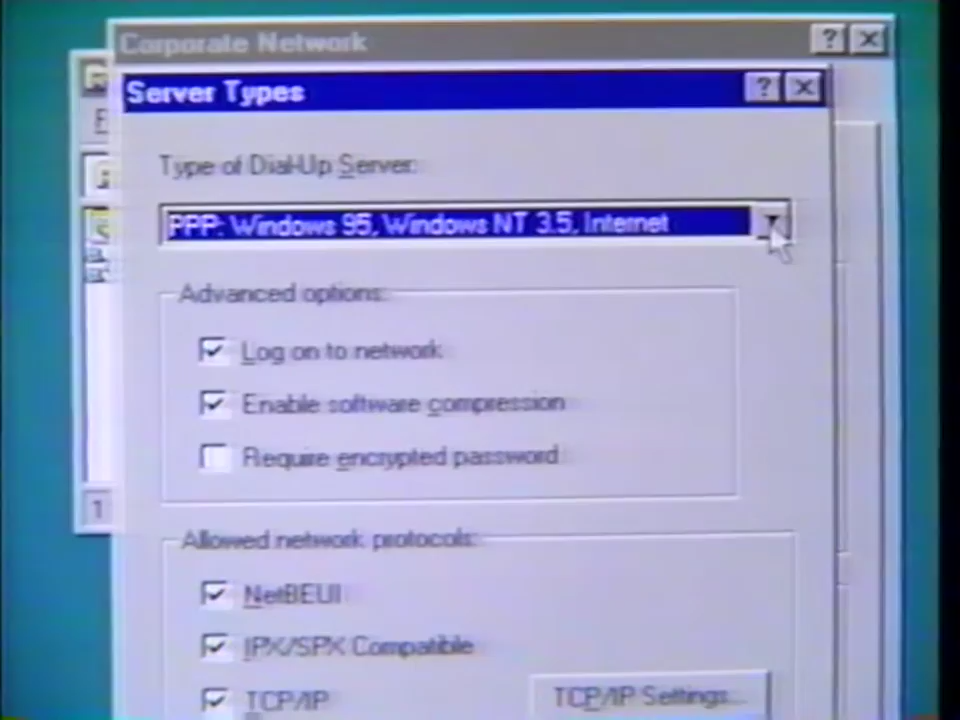 Corporate Network
Server Types
Type of Dial-Up Server:
PPP: Windows 95, Windows NT 3.5, Internet
Advanced options:
Log on to network
Enable software compression
Require encrypted password
1
Allowed network protocols:
NetBEUI
IPX/SPX Compatible
TCP/IP
TCP/IP Settings...